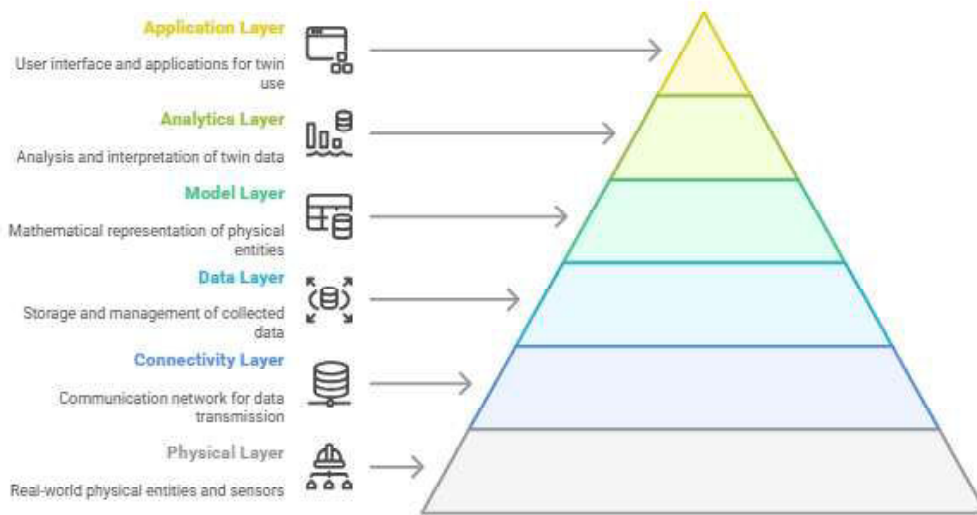 Application Layer
User interface and applications for twin
use
Analytics Layer
Analysis and interpretation of twin data
Model Layer
Mathematical representation of physical
entities
Data Layer
Storage and management of collected
data
Connectivity Layer
Communication network for data
transmission
Physical Layer
Real-world physical entities and sensors